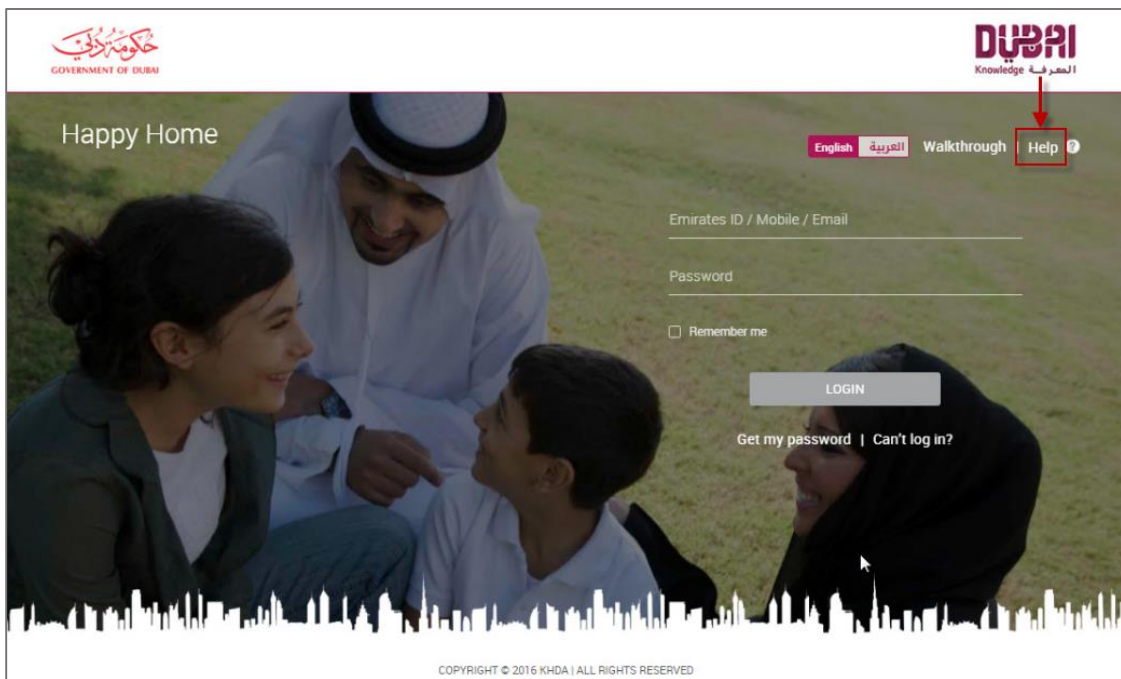 حكومة دبي
GOVERNMENT OF DUBAI
DUBAI
Knowledge المعرفة
Happy Home
English العربية Walkthrough | Help ?
Emirates ID / Mobile / Email
Password
Remember me
LOGIN
Get my password | Can't log in?
COPYRIGHT © 2016 KHDA | ALL RIGHTS RESERVED